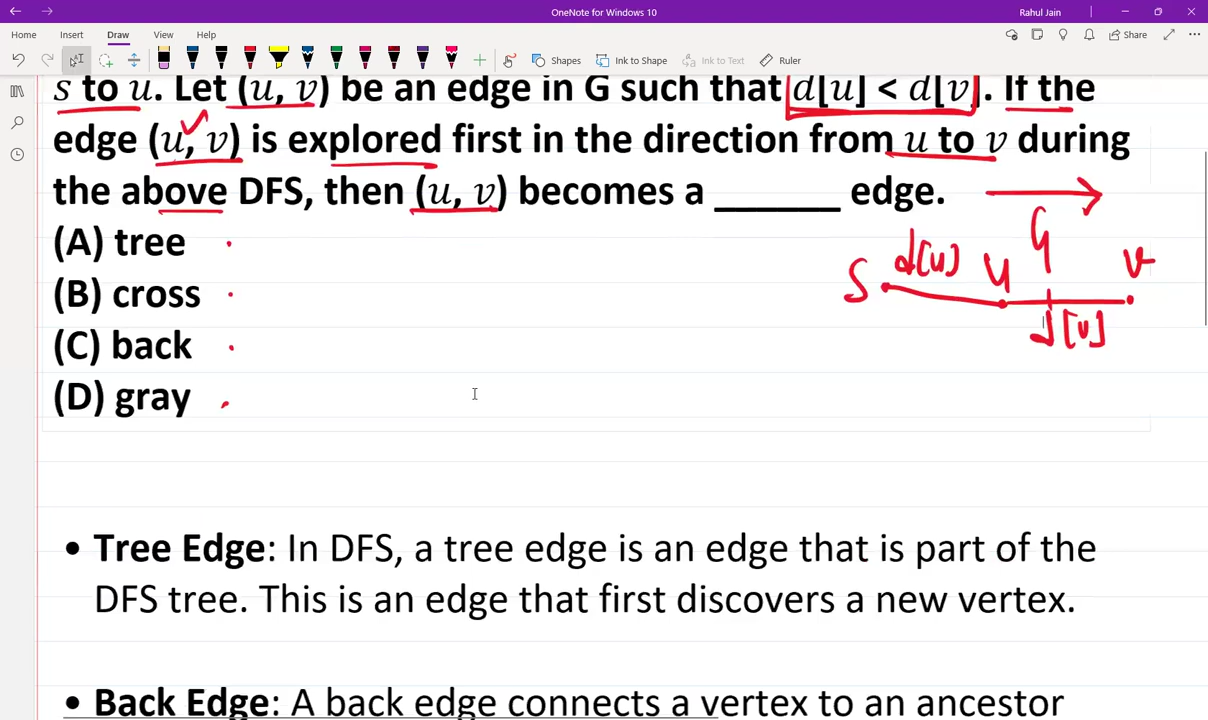 OneNote for Windows 10
Rahul Jain
Home Insert Draw View Help
Share
Shapes Ink to Shape Ink to Text Ruler
s to u. Let (u, v) be an edge in G such that d[u] < d[v]. If the
edge (u, v) is explored first in the direction from u to v during
the above DFS, then (u, v) becomes a ______ edge.
(A) tree
(B) cross
(C) back
(D) gray
G
S d[u] u v
d[v]
• Tree Edge: In DFS, a tree edge is an edge that is part of the
DFS tree. This is an edge that first discovers a new vertex.
• Back Edge: A back edge connects a vertex to an ancestor